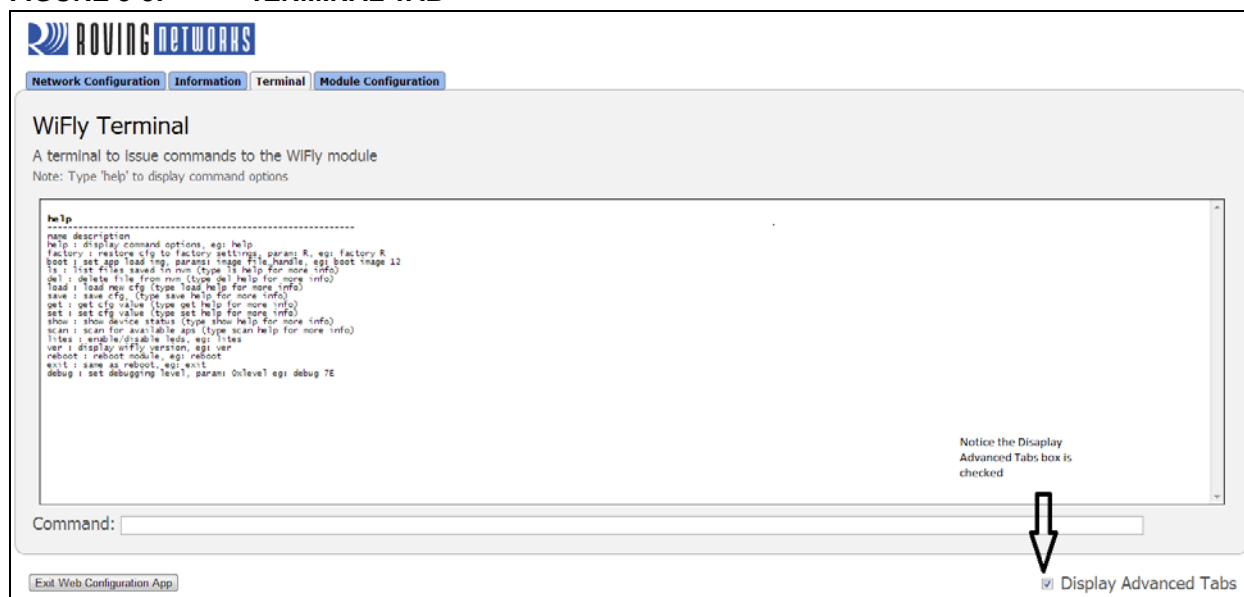 ROVING NETWORKS
Network Configuration Information Terminal Module Configuration
WiFly Terminal
A terminal to issue commands to the WiFly module
Note: Type 'help' to display command options
help
name description
help : display command options, eg: help
factory : restore cfg to factory settings, param: R, eg: factory R
boot : set app load img, params: image file_handle, eg: boot image 12
ls : list files saved in nvm (type ls help for more info)
del : delete file from nvm (type del help for more info)
load : load new cfg (type load help for more info)
save : save cfg, (type save help for more info)
get : get cfg value (type get help for more info)
set : set cfg value (type set help for more info)
show : show device status (type show help for more info)
scan : scan for available aps (type scan help for more info)
lites : enable/disable leds, eg: lites
ver : display wifly version, eg: ver
reboot : reboot module, eg: reboot
exit : same as reboot, eg: exit
debug : set debugging level, param: 0xlevel eg: debug 7E
Notice the Disaplay
Advanced Tabs box is
checked
Command:
Exit Web Configuration App
Display Advanced Tabs